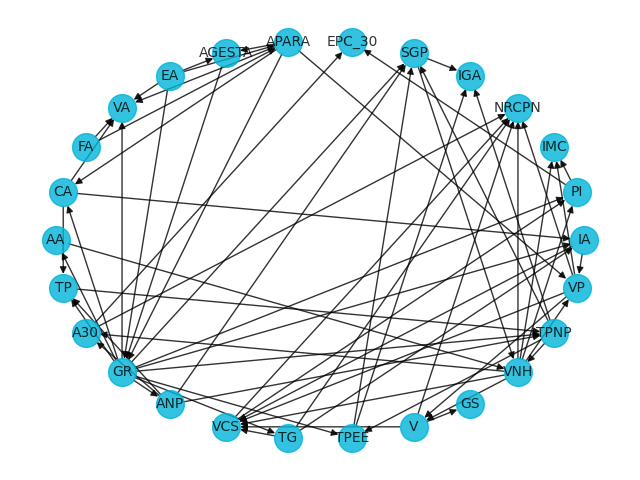 APARA
EPC_30
AGESTA
SGP
EA
IGA
VA
NRCPN
FA
IMC
CA
PI
AA
IA
TP
VP
A30
TPNP
GR
VNH
ANP
GS
VCS
V
TG
TPEE